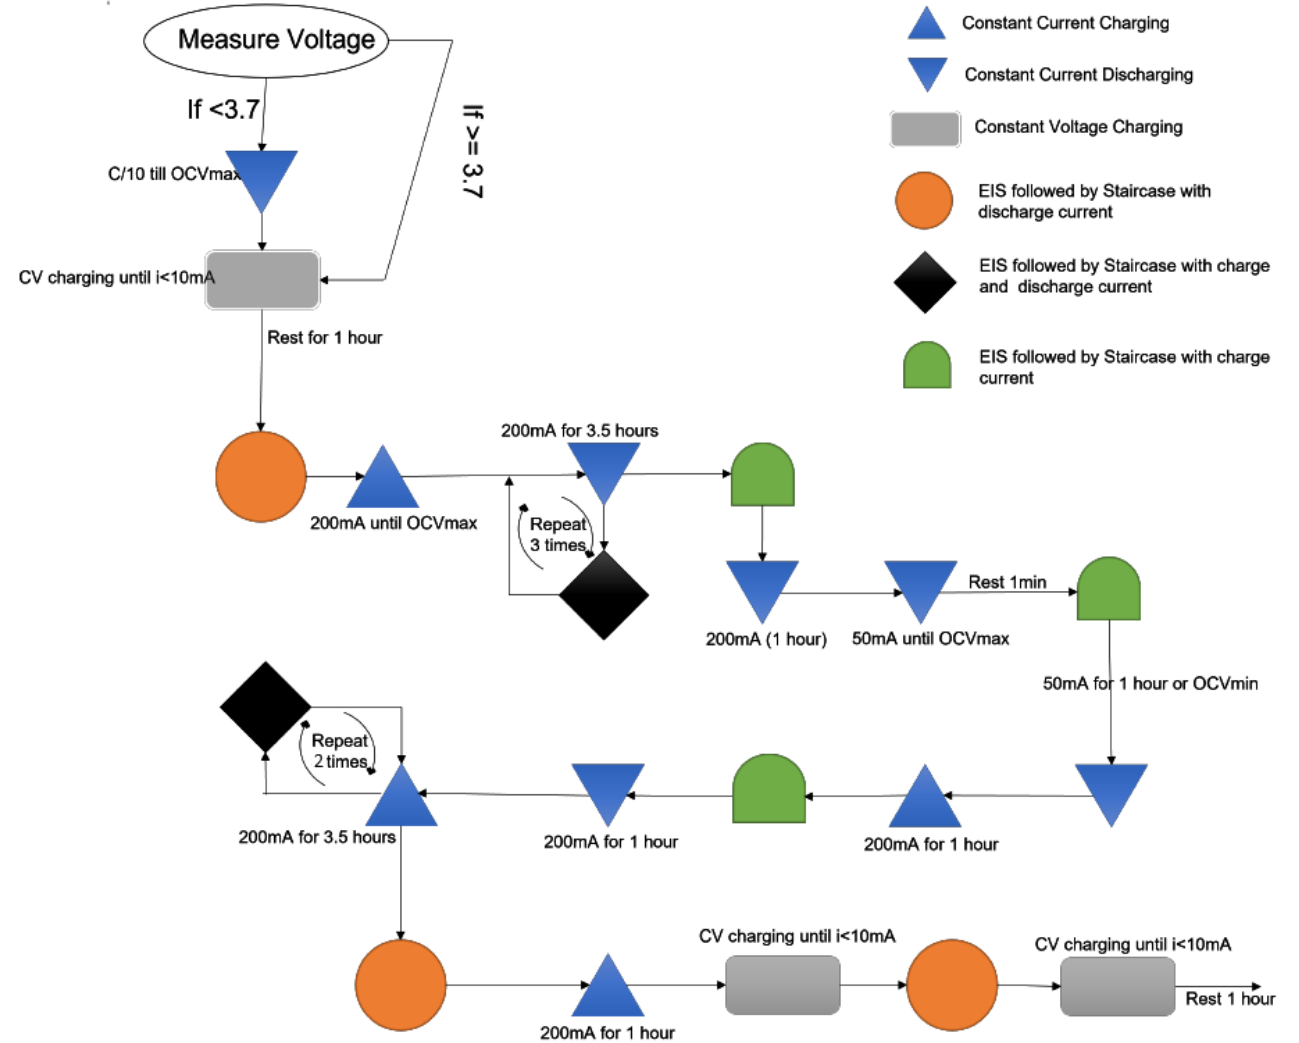 Measure Voltage
If <3.7
If >= 3.7
C/10 till OCVmax
CV charging until i<10mA
Rest for 1 hour
Constant Current Charging
Constant Current Discharging
Constant Voltage Charging
EIS followed by Staircase with
discharge current
EIS followed by Staircase with charge
and discharge current
EIS followed by Staircase with charge
current
200mA for 3.5 hours
200mA until OCVmax
Repeat
3 times
200mA (1 hour)
50mA until OCVmax
Rest 1min
50mA for 1 hour or OCVmin
Repeat
2 times
200mA for 3.5 hours
200mA for 1 hour
200mA for 1 hour
200mA for 1 hour
CV charging until i<10mA
CV charging until i<10mA
Rest 1 hour